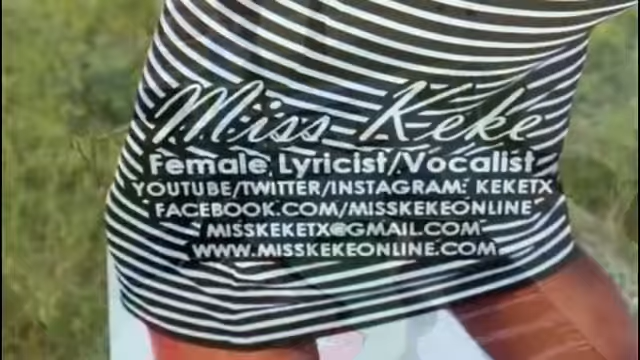 Miss Keke
Female Lyricist/Vocalist
YOUTUBE/TWITTER/INSTAGRAM: KEKETX
FACEBOOK.COM/MISSKEKEONLINE
MISSKEKETX@GMAIL.COM
WWW.MISSKEKEONLINE.COM